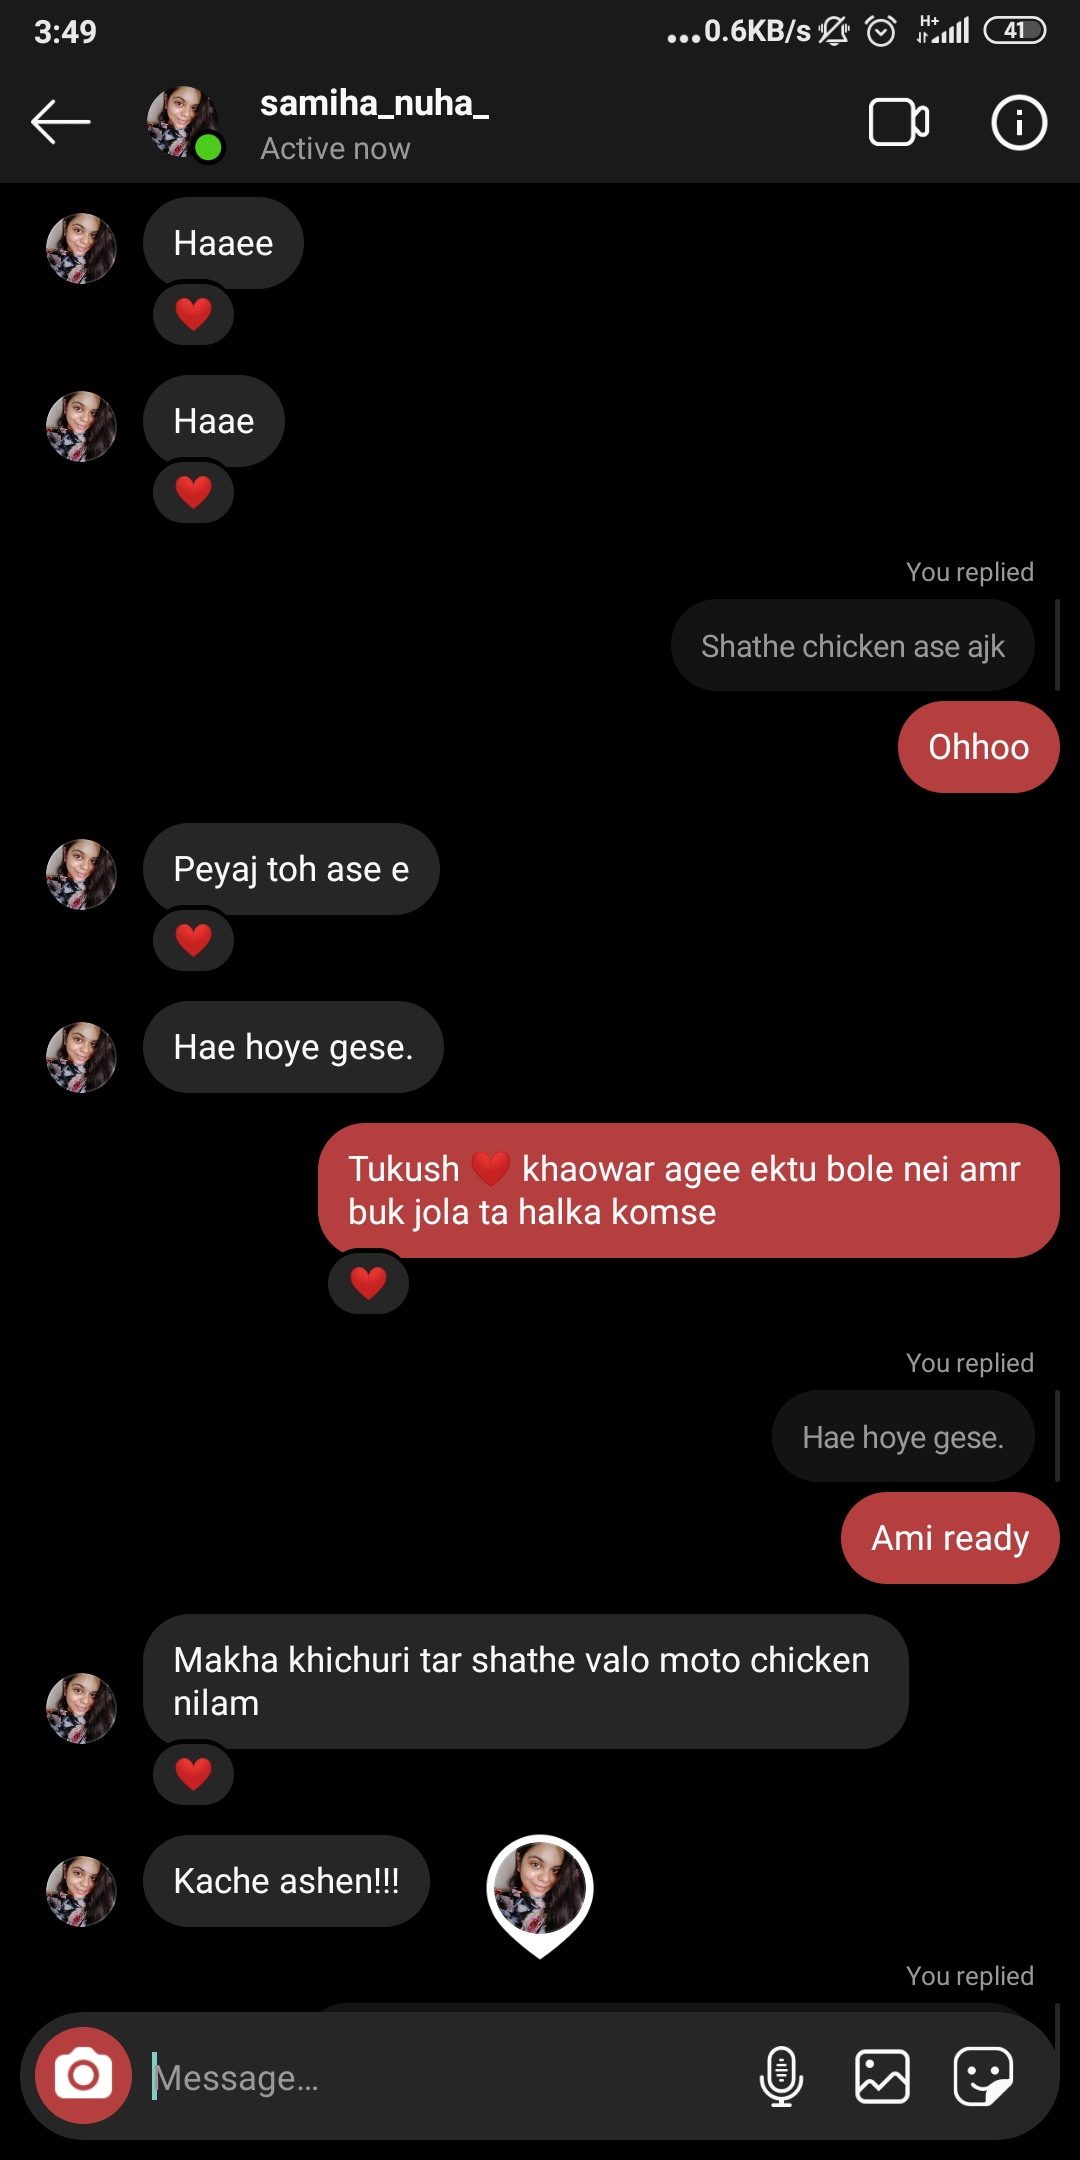 3:49
...0.6KB/s
H+
41
samiha_nuha_
Active now
Haaee
❤️
Haae
❤️
You replied
Shathe chicken ase ajk
Ohhoo
Peyaj toh ase e
❤️
Hae hoye gese.
Tukush ❤️ khaowar agee ektu bole nei amr
buk jola ta halka komse
❤️
You replied
Hae hoye gese.
Ami ready
Makha khichuri tar shathe valo moto chicken
nilam
❤️
Kache ashen!!!
You replied
Message...